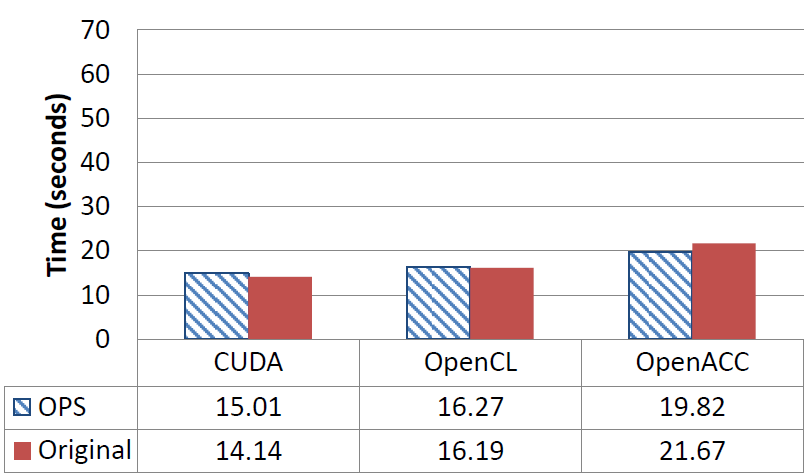 Time (seconds)
70
60
50
40
30
20
10
0
CUDA OpenCL OpenACC
OPS 15.01 16.27 19.82
Original 14.14 16.19 21.67